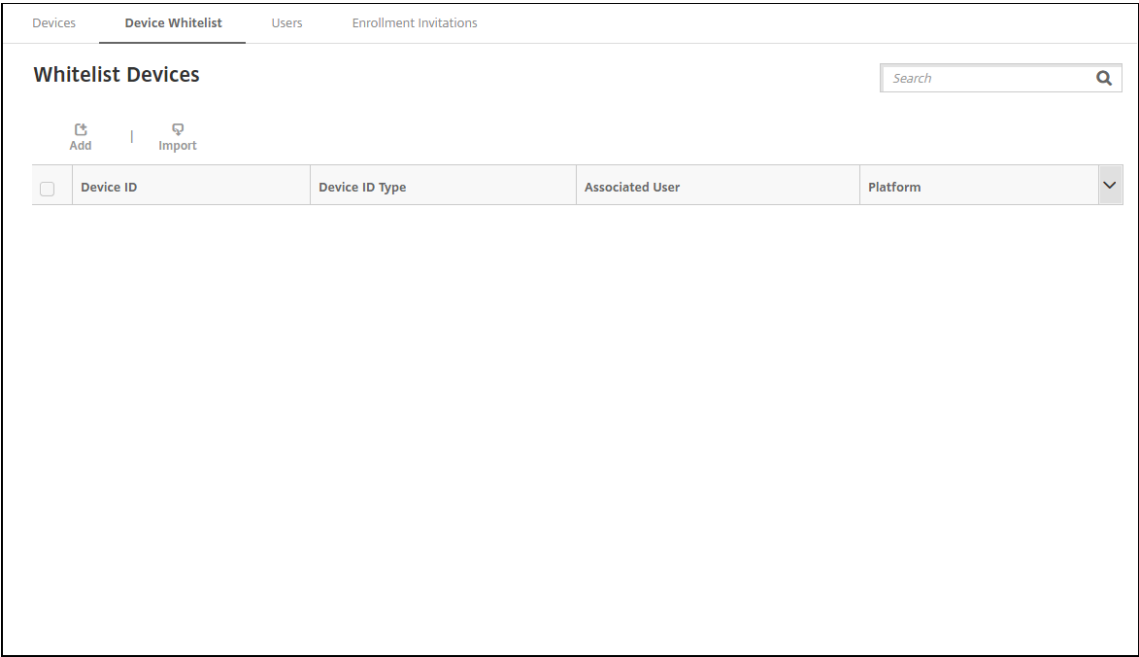 Devices Device Whitelist Users Enrollment Invitations
Whitelist Devices
Search
Add | Import
Device ID Device ID Type Associated User Platform